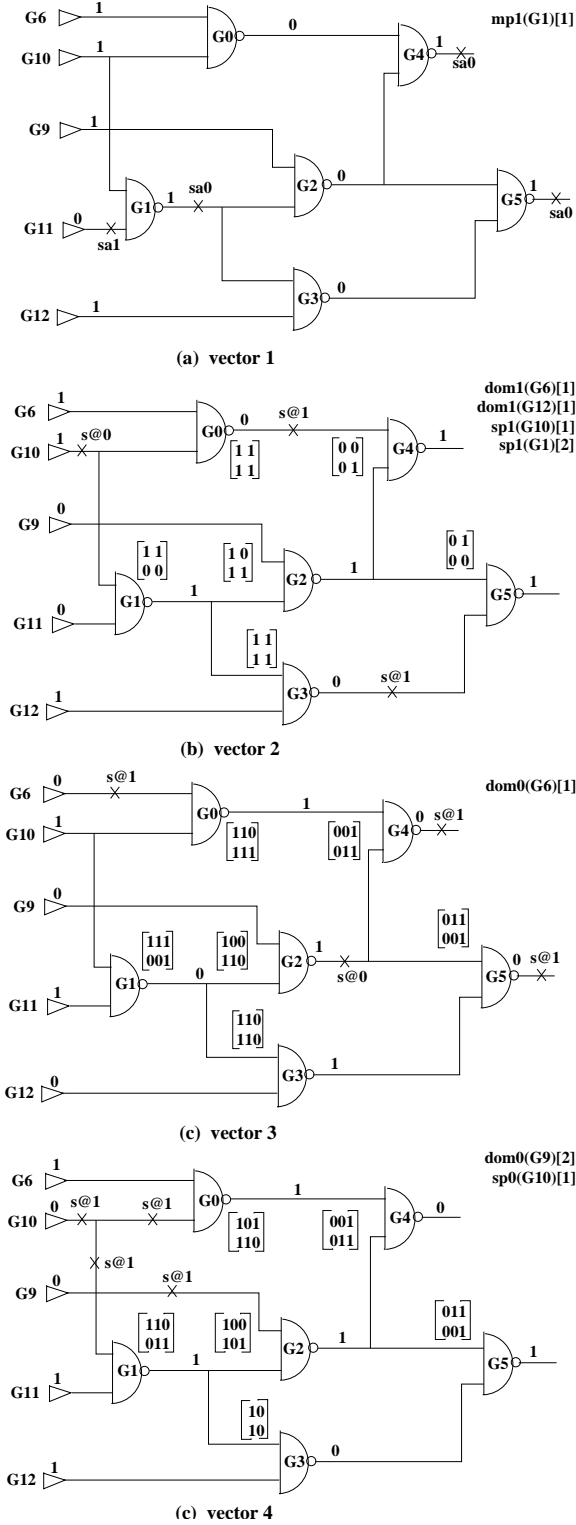 G6 1 G0 0 mp1(G1)[1]
G10 1 G4 1
sa0
G9 1
G2 0
G1 1 sa0 G5 1
sa0
G11 0
sa1
G3 0
G12 1
(a) vector 1
dom1(G6)[1]
dom1(G12)[1]
sp1(G10)[1]
sp1(G1)[2]
G6 1 G0 0 s@1 1
G10 1 s@0 G4
1 1
1 1
0 0
0 1
G9 0
1 1
0 0
1 0
1 1
0 1
0 0
G1 1 G2 1 G5 1
G11 0
1 1
1 1
G3 0 s@1
G12 1
(b) vector 2
dom0(G6)[1]
G6 0 s@1 G0 1
G10 1 G4 0 s@1
110
111
001
011
G9 0
111
001
100
110
011
001
G1 0 G2 1 s@0 G5 0 s@1
G11 1
110
110
G3 1
G12 0
(c) vector 3
dom0(G9)[2]
sp0(G10)[1]
G6 1 G0 1
G10 0 s@1 s@1 G4 0
101
110
001
011
s@1
G9 0 s@1
110
011
100
101
011
001
G1 1 G2 1 G5 1
G11 1
10
10
G3 0
G12 1
(c) vector 4